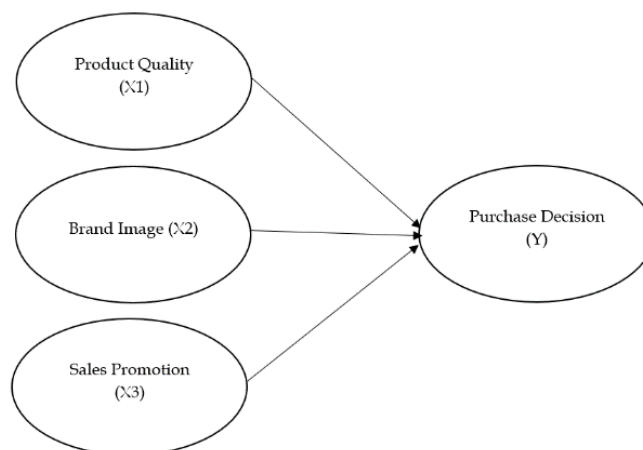 Product Quality
(X1)
Brand Image (X2)
Purchase Decision
(Y)
Sales Promotion
(X3)